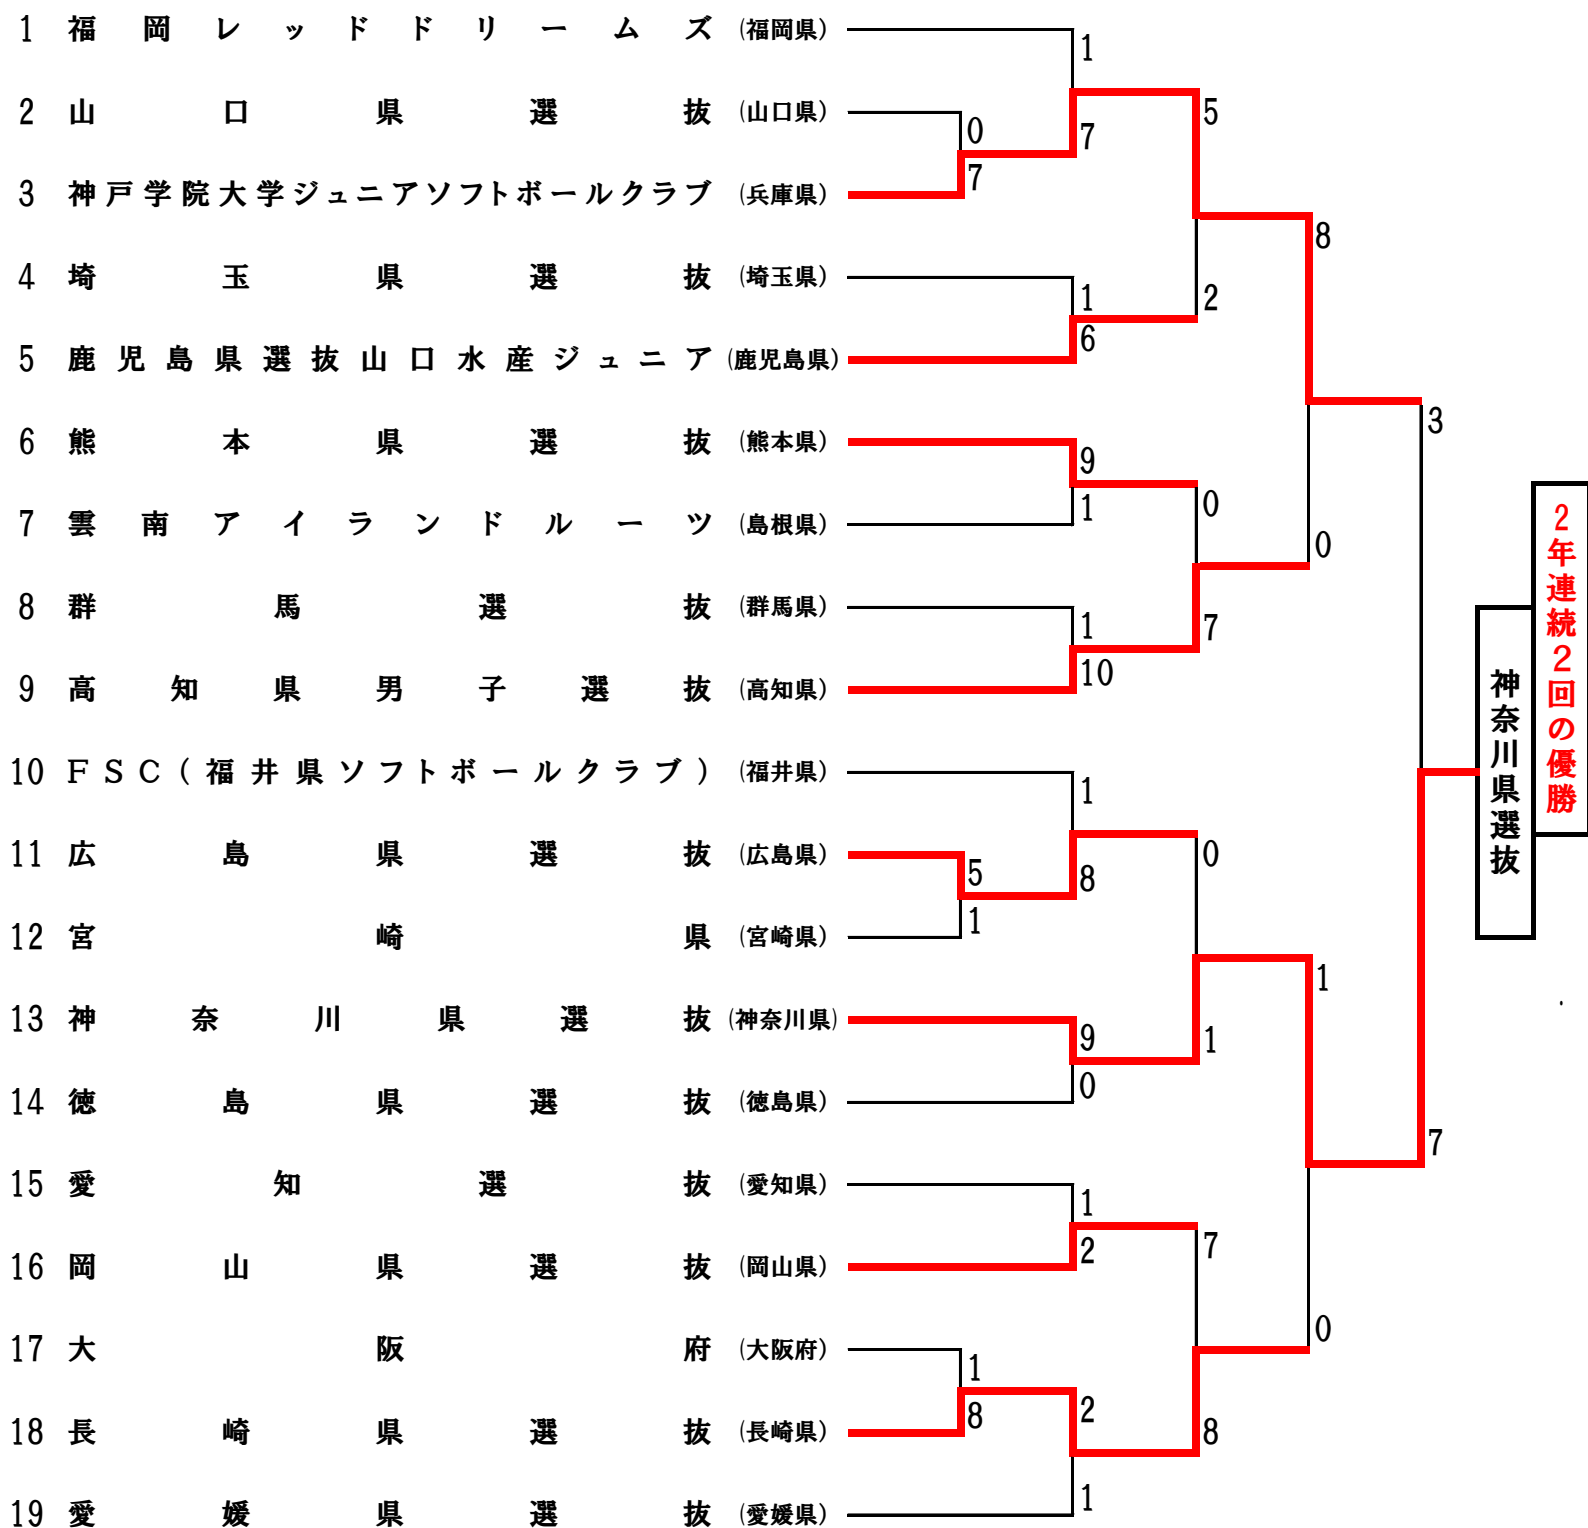 1 福岡レッドドリームズ (福岡県)
1
2 山口県選抜 (山口県)
0
7
5
3 神戸学院大学ジュニアソフトボールクラブ (兵庫県)
7
8
4 埼玉県選抜 (埼玉県)
1
2
5 鹿児島県選抜山口水産ジュニア (鹿児島県)
6
3
6 熊本県選抜 (熊本県)
9
0
7 雲南アイランドルーツ (島根県)
1
0
8 群馬選抜 (群馬県)
1
7
9 高知県男子選抜 (高知県)
10
10 FSC(福井県ソフトボールクラブ) (福井県)
1
11 広島県選抜 (広島県)
5
8
0
12 宮崎県 (宮崎県)
1
1
13 神奈川県選抜 (神奈川県)
9
1
14 徳島県選抜 (徳島県)
0
7
15 愛知選抜 (愛知県)
1
7
16 岡山県選抜 (岡山県)
2
0
17 大阪府 (大阪府)
1
18 長崎県選抜 (長崎県)
8
2
8
19 愛媛県選抜 (愛媛県)
1
神奈川県選抜
2年連続2回の優勝